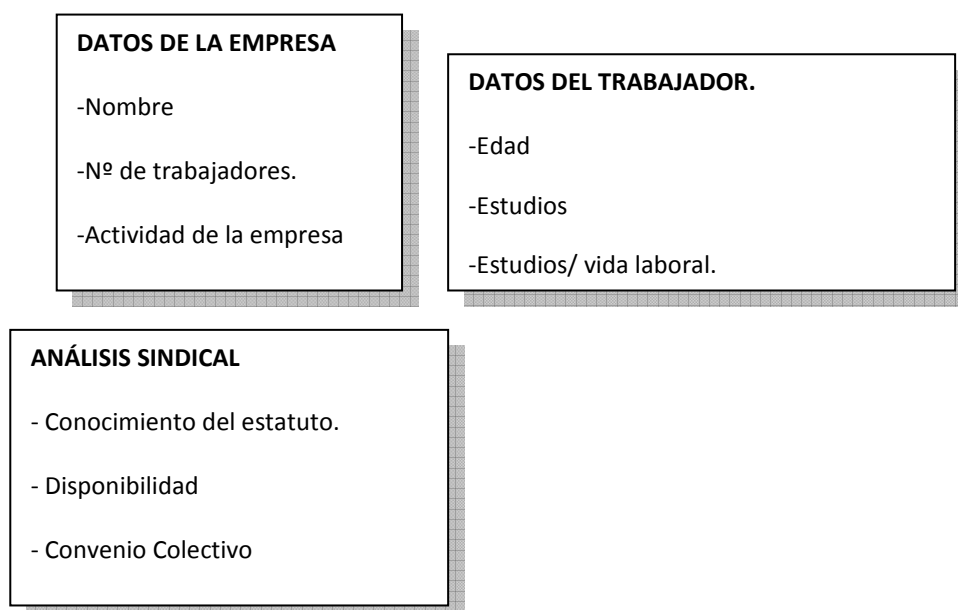 DATOS DE LA EMPRESA
-Nombre
-Nº de trabajadores.
-Actividad de la empresa
DATOS DEL TRABAJADOR.
-Edad
-Estudios
-Estudios/ vida laboral.
ANÁLISIS SINDICAL
- Conocimiento del estatuto.
- Disponibilidad
- Convenio Colectivo